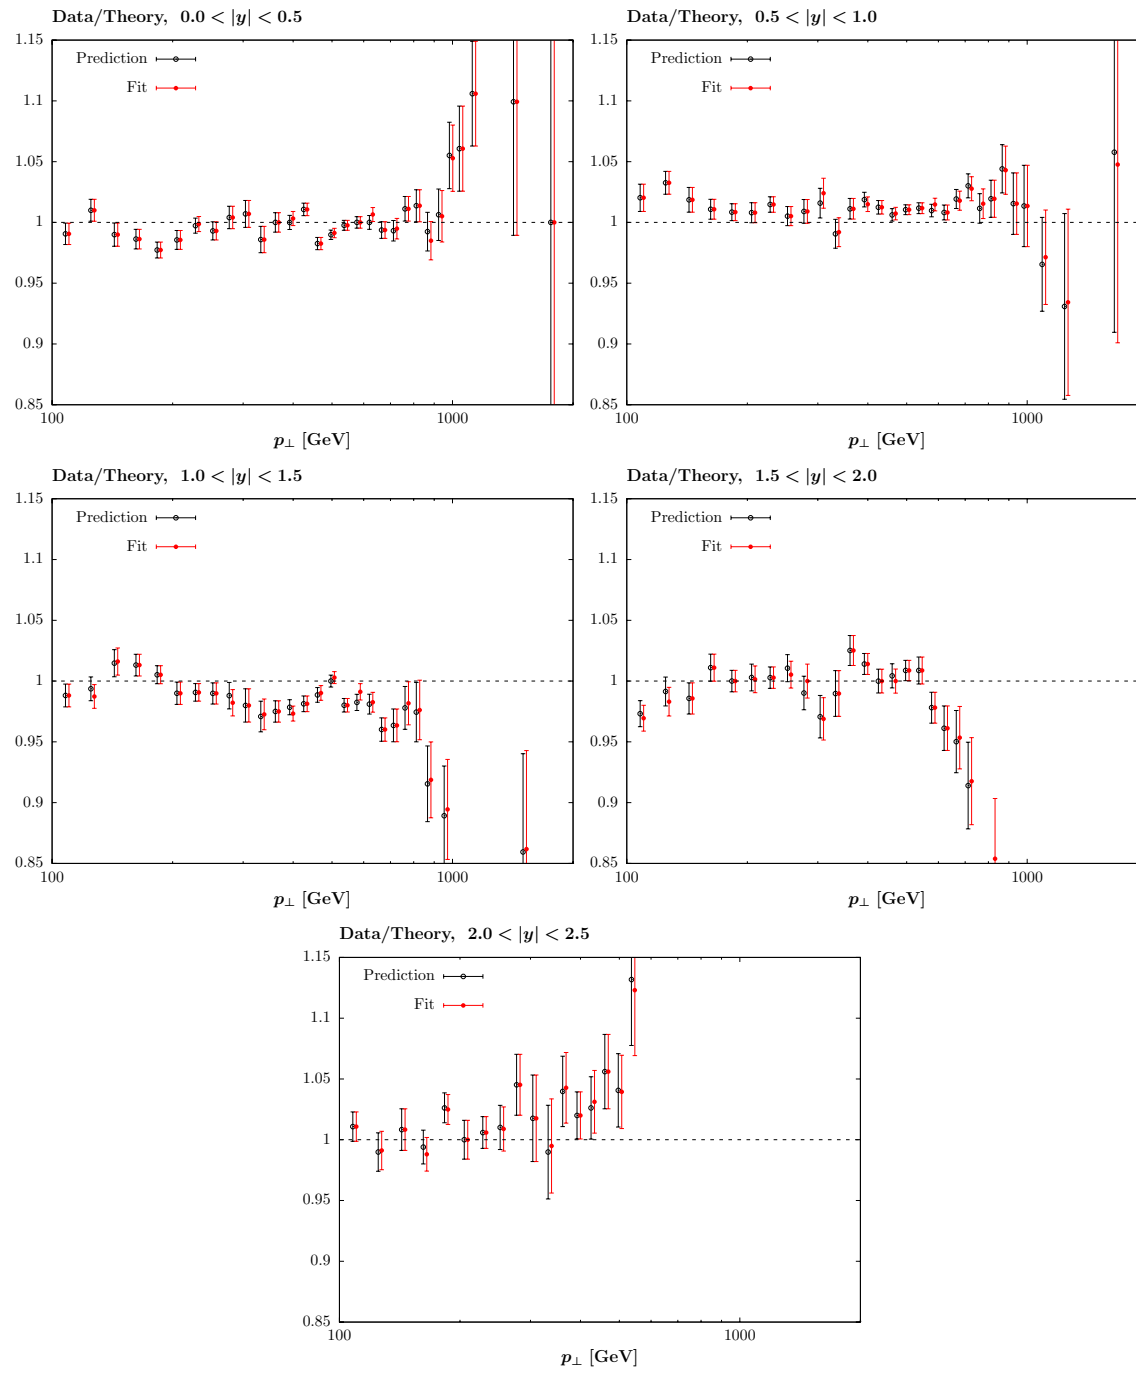 Data/Theory, 0.0 < |y| < 0.5
1.15
1.1
1.05
1
0.95
0.9
0.85
Prediction
Fit
100
1000
p⊥ [GeV]
Data/Theory, 0.5 < |y| < 1.0
1.15
1.1
1.05
1
0.95
0.9
0.85
Prediction
Fit
100
1000
p⊥ [GeV]
Data/Theory, 1.0 < |y| < 1.5
1.15
1.1
1.05
1
0.95
0.9
0.85
Prediction
Fit
100
1000
p⊥ [GeV]
Data/Theory, 1.5 < |y| < 2.0
1.15
1.1
1.05
1
0.95
0.9
0.85
Prediction
Fit
100
1000
p⊥ [GeV]
Data/Theory, 2.0 < |y| < 2.5
1.15
1.1
1.05
1
0.95
0.9
0.85
Prediction
Fit
100
1000
p⊥ [GeV]